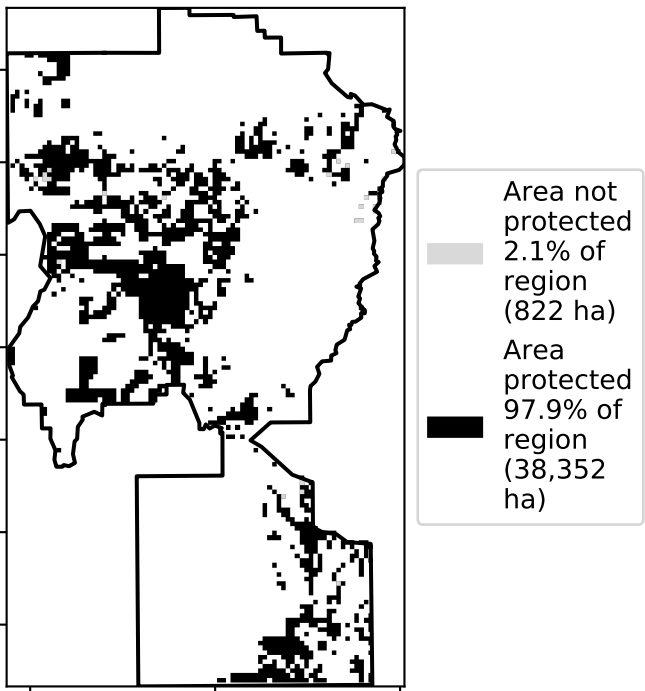 Area not
protected
2.1% of
region
(822 ha)
Area
protected
97.9% of
region
(38,352
ha)